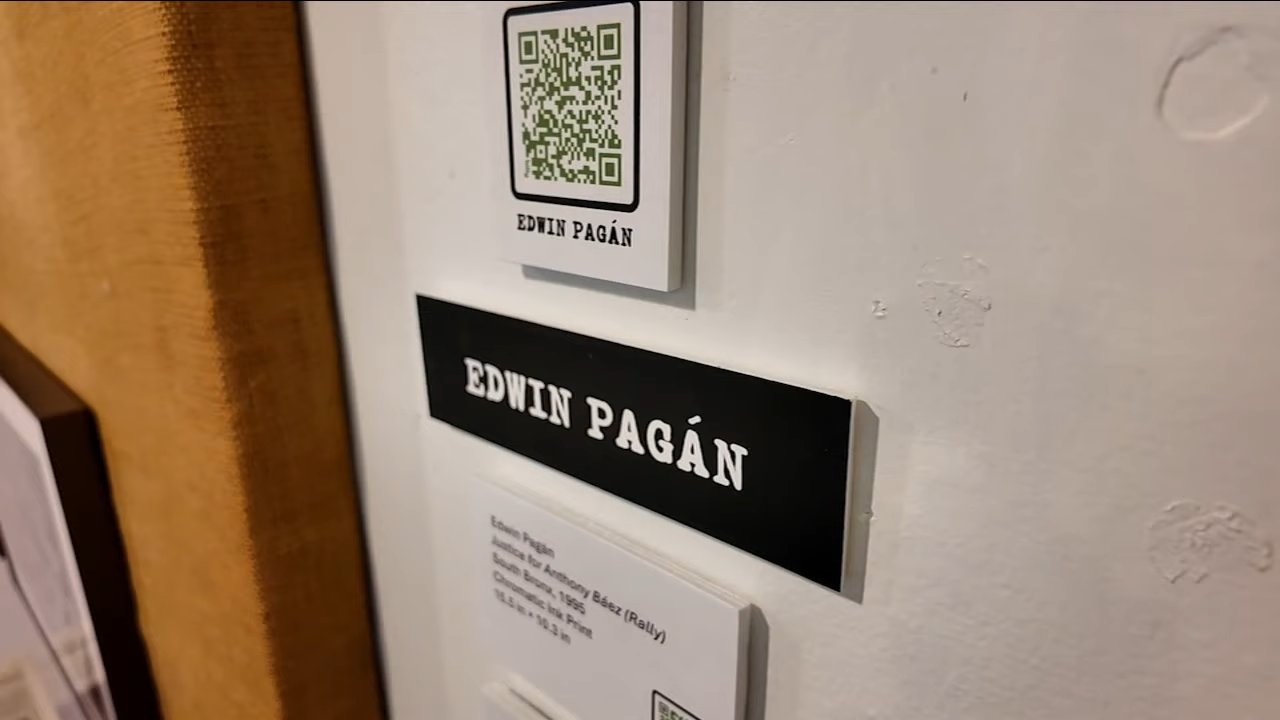 EDWIN PAGÁN
EDWIN PAGÁN
Edwin Pagán
Justice for Anthony Báez (Rally)
South Bronx, 1995
Chromatic Ink Print
15.5 in × 10.3 in